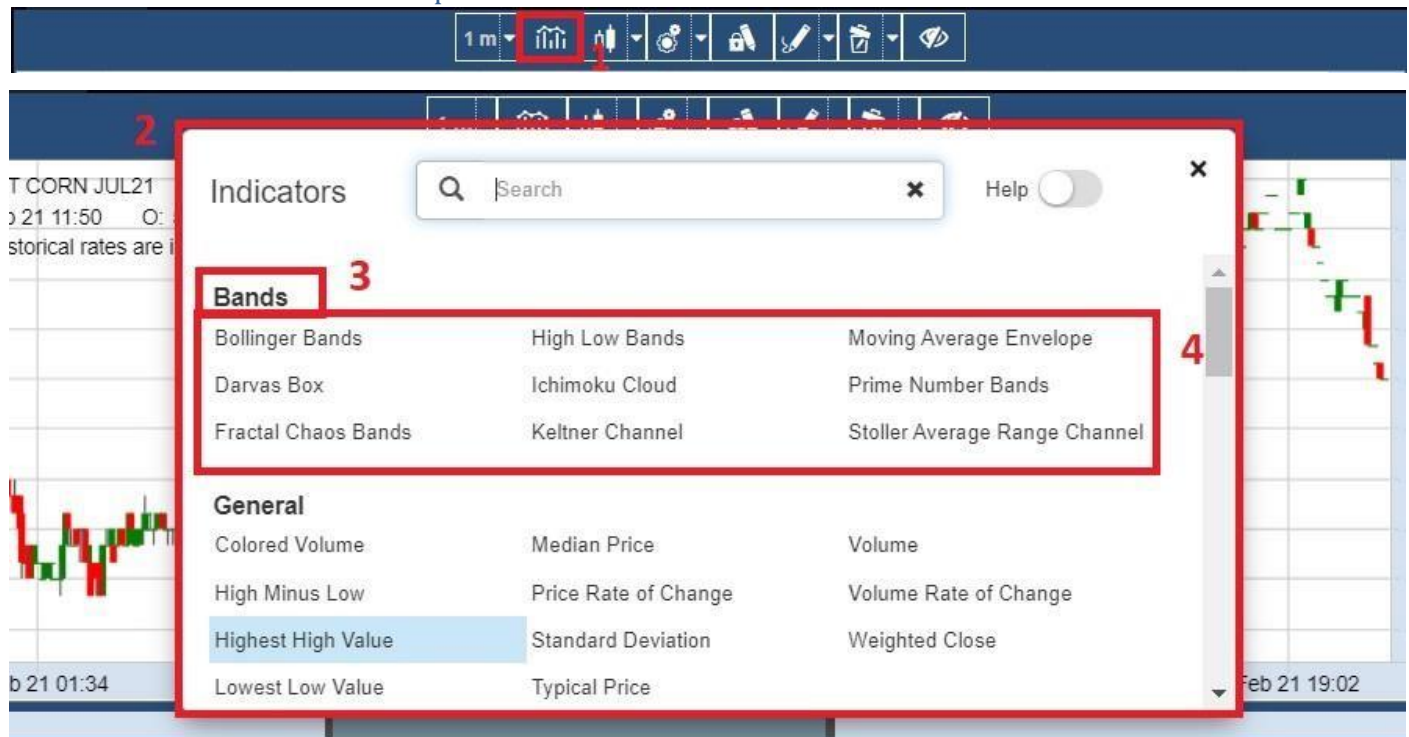 1 m
1
2
T CORN JUL21
21 11:50 O:
storical rates are i
Indicators
Search
Help
3
Bands
4
Bollinger Bands High Low Bands Moving Average Envelope
Darvas Box Ichimoku Cloud Prime Number Bands
Fractal Chaos Bands Keltner Channel Stoller Average Range Channel
General
Colored Volume Median Price Volume
High Minus Low Price Rate of Change Volume Rate of Change
Highest High Value Standard Deviation Weighted Close
Lowest Low Value Typical Price
b 21 01:34 Feb 21 19:02